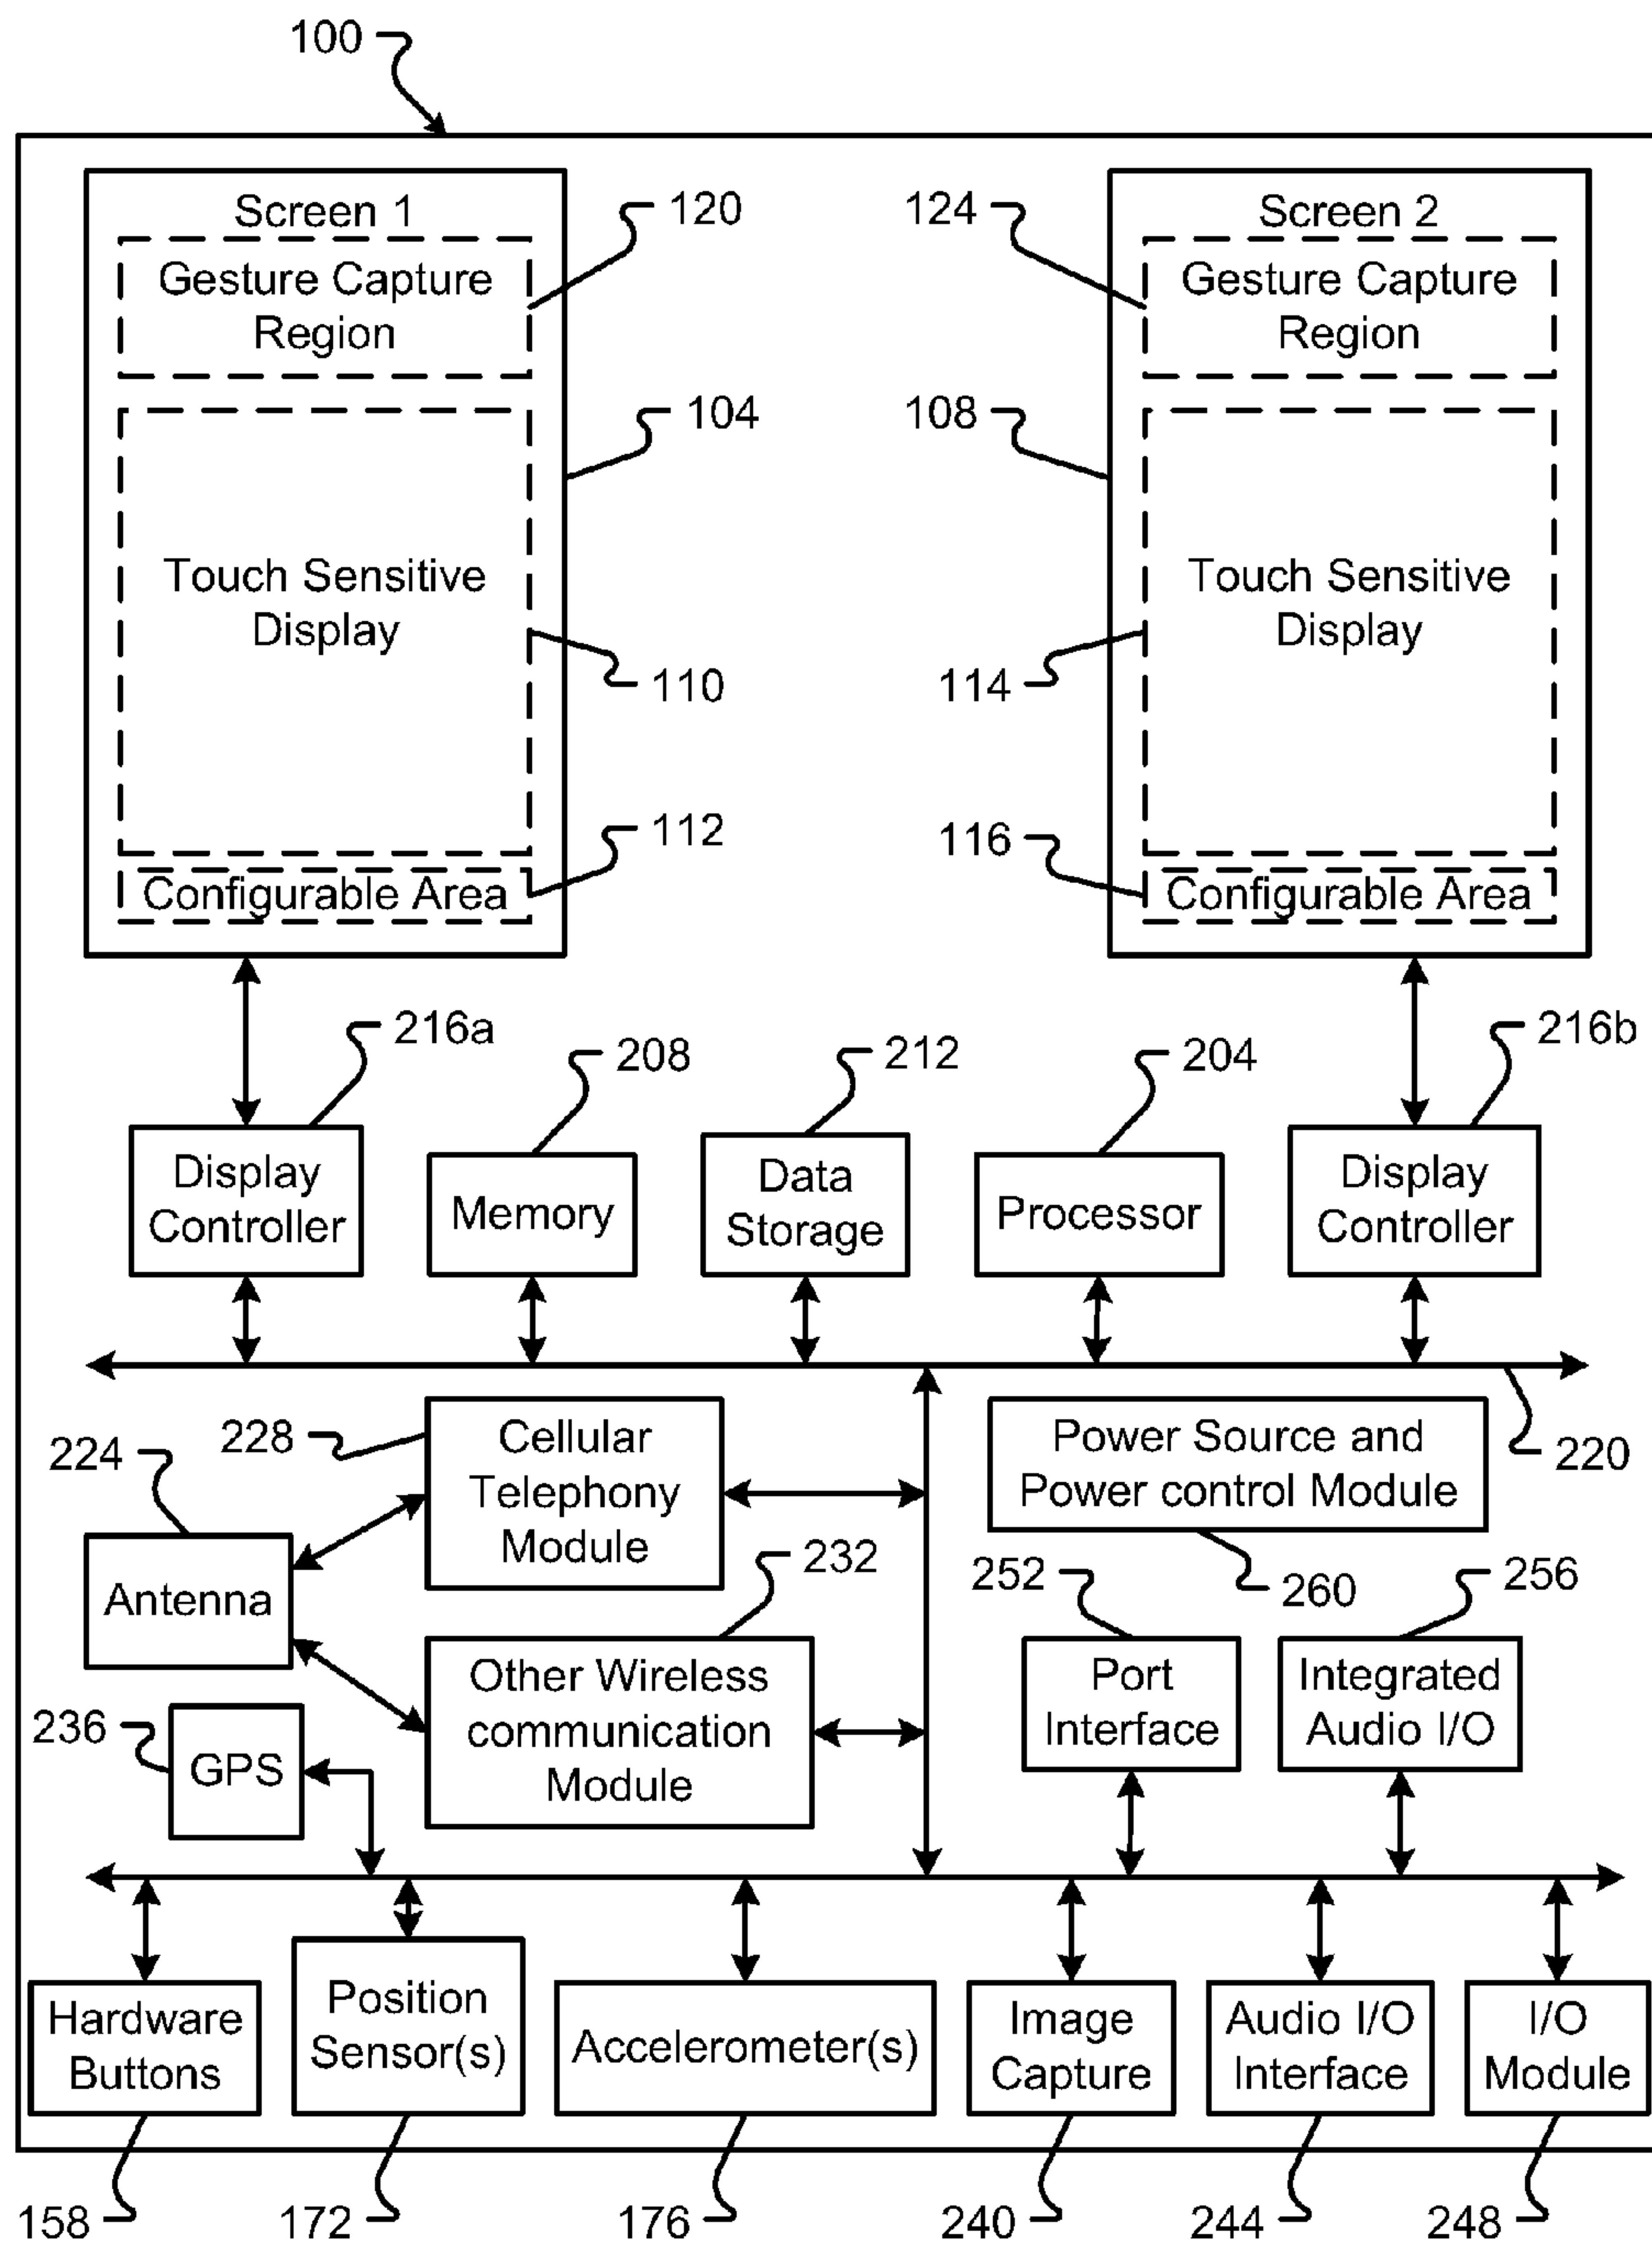 100
Screen 1
120
124
Screen 2
Gesture Capture
Region
Gesture Capture
Region
104
108
Touch Sensitive
Display
Touch Sensitive
Display
110
114
112
116
Configurable Area
Configurable Area
216a
208
212
204
216b
Display
Controller
Memory
Data
Storage
Processor
Display
Controller
228
Cellular
Telephony
Module
Power Source and
Power control Module
220
224
Antenna
232
252
260
256
Other Wireless
communication
Module
Port
Interface
Integrated
Audio I/O
236
GPS
Hardware
Buttons
Position
Sensor(s)
Accelerometer(s)
Image
Capture
Audio I/O
Interface
I/O
Module
158
172
176
240
244
248